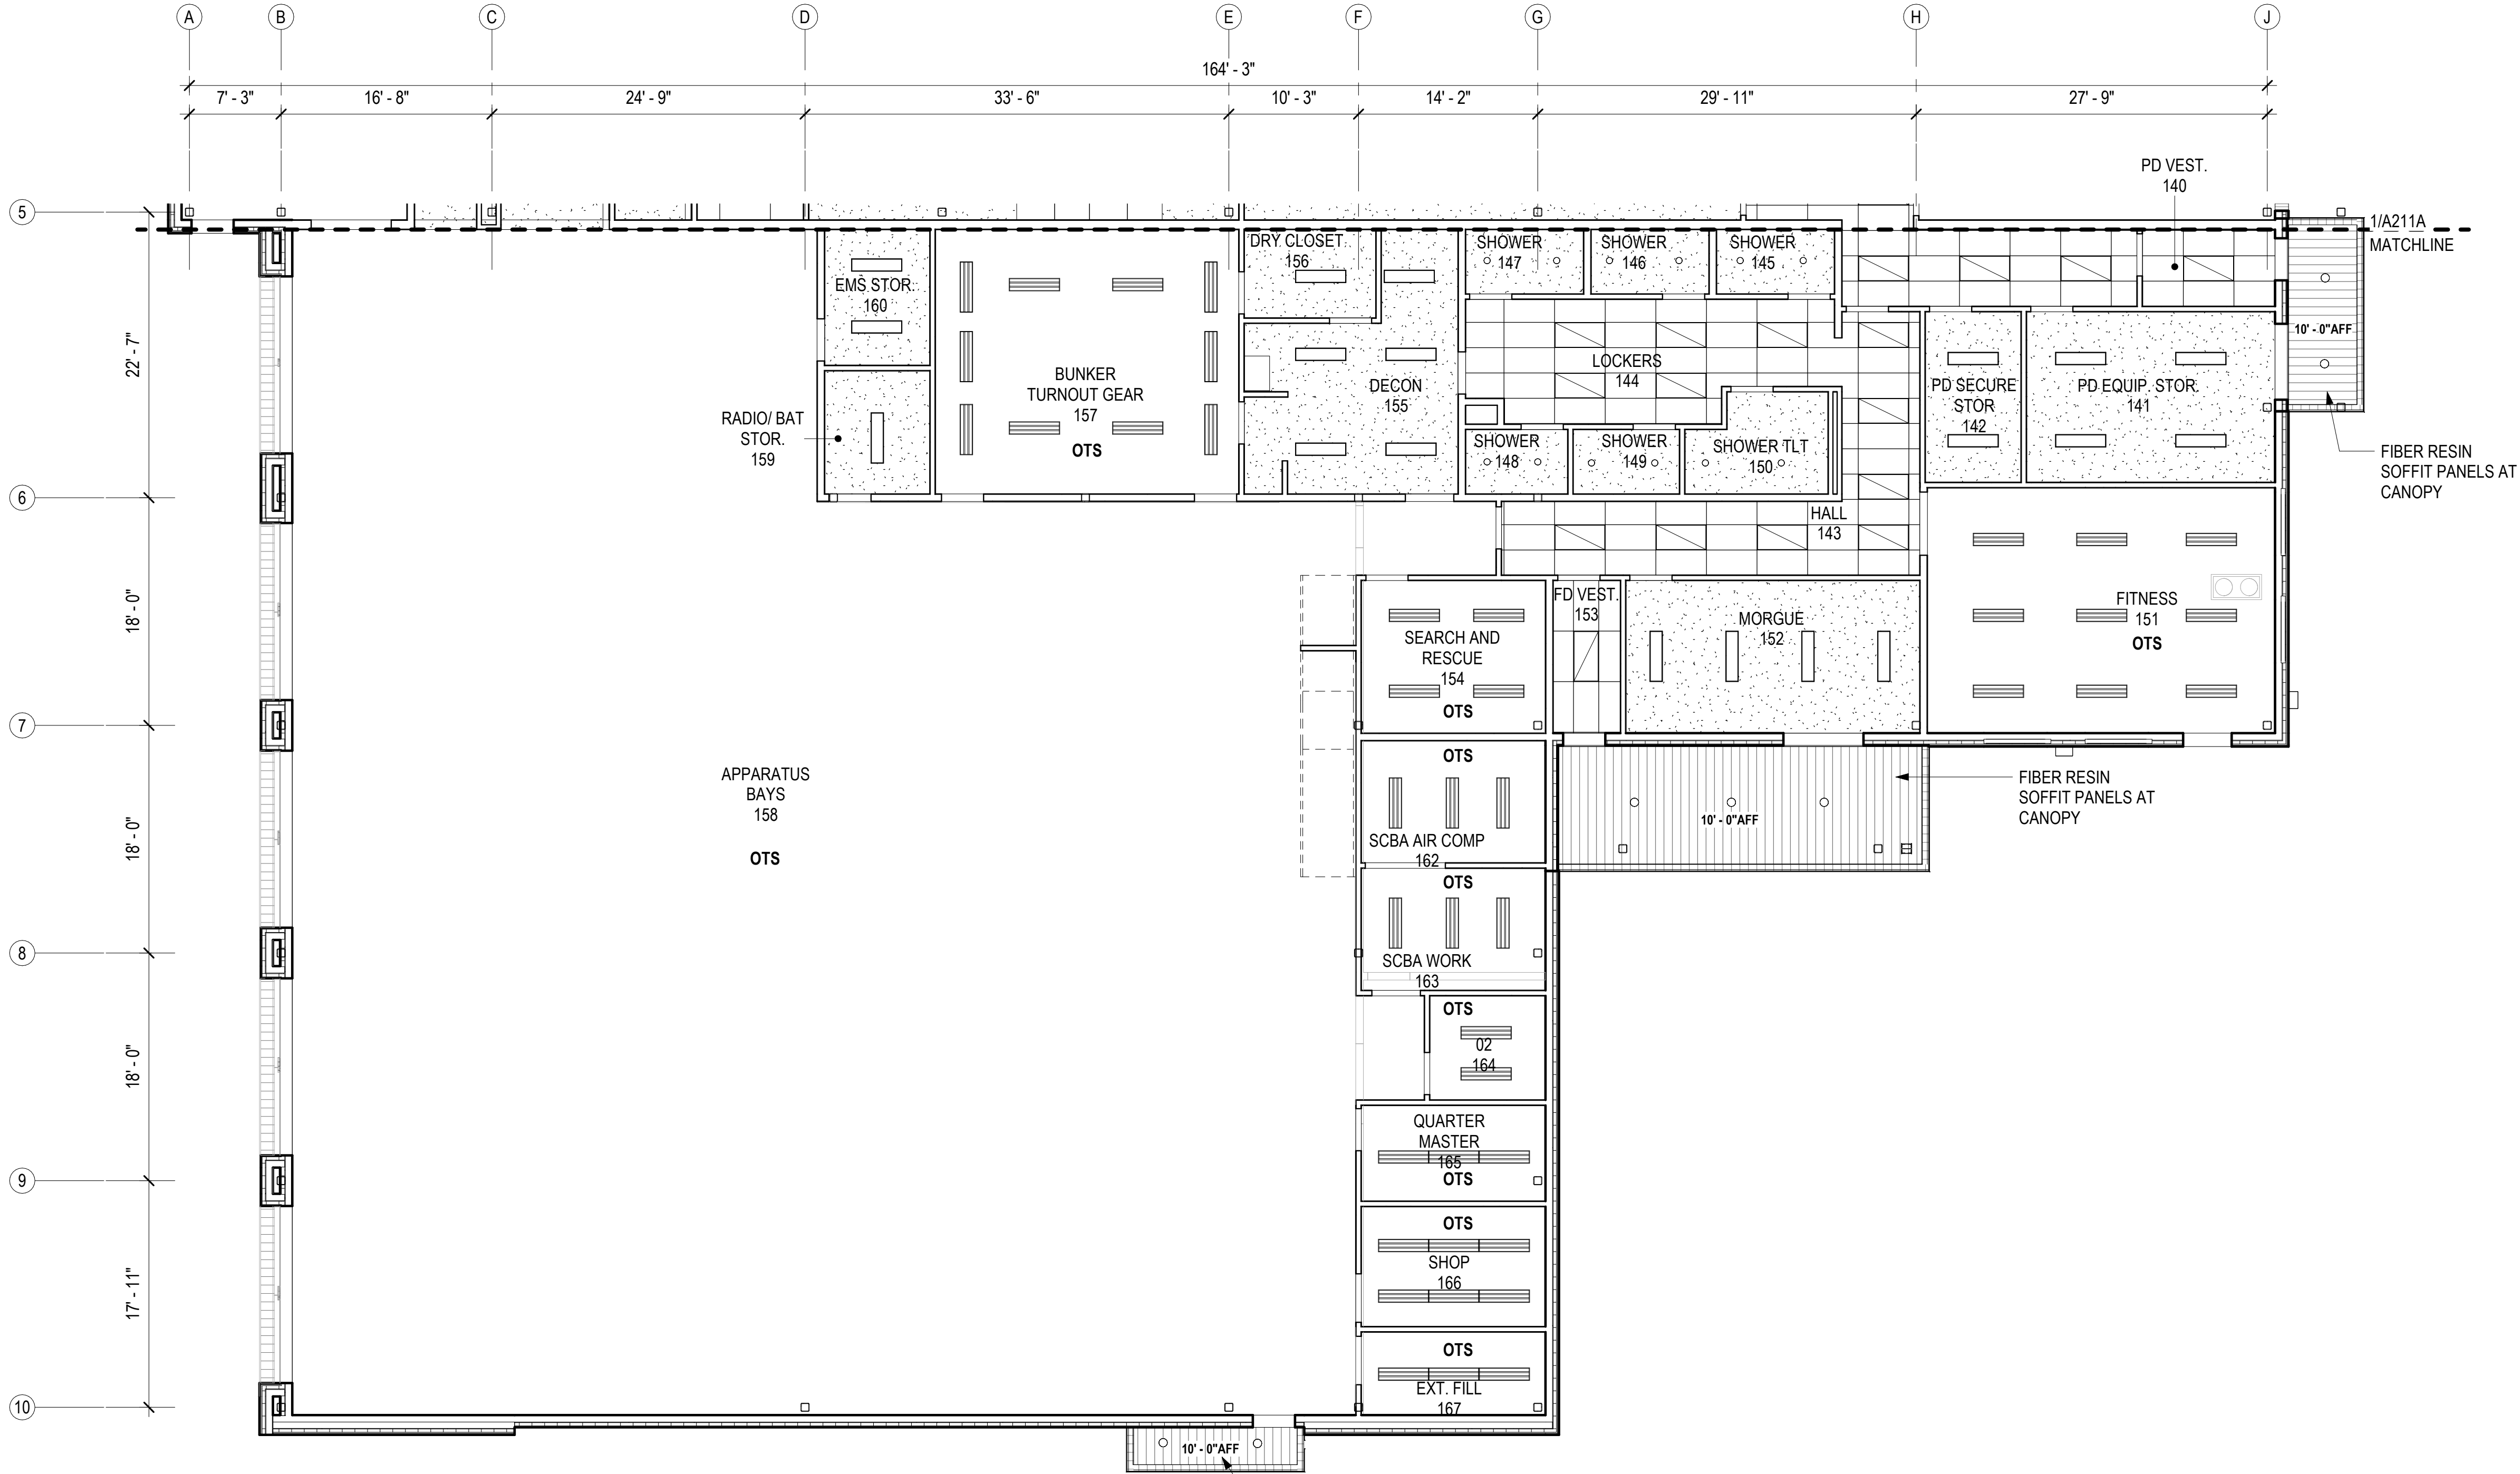 A B C D E F G H J
164' - 3"
7' - 3" 16' - 8" 24' - 9" 33' - 6" 10' - 3" 14' - 2" 29' - 11" 27' - 9"
PD VEST.
140
5
1/A211A
MATCHLINE
DRY CLOSET
156
SHOWER
147
SHOWER
146
SHOWER
145
EMS STOR.
160
22' - 7"
10' - 0"AFF
BUNKER
TURNOUT GEAR
157
OTS
DECON
155
LOCKERS
144
PD SECURE
STOR
142
PD EQUIP. STOR.
141
RADIO/ BAT
STOR.
159
SHOWER
148
SHOWER
149
SHOWER TLT
150
FIBER RESIN
SOFFIT PANELS AT
CANOPY
6
HALL
143
18' - 0"
FD VEST.
153
MORGUE
152
FITNESS
151
OTS
SEARCH AND
RESCUE
154
OTS
7
OTS
APPARATUS
BAYS
158
OTS
FIBER RESIN
SOFFIT PANELS AT
CANOPY
10' - 0"AFF
18' - 0"
SCBA AIR COMP
162
OTS
8
SCBA WORK
163
OTS
18' - 0"
02
164
QUARTER
MASTER
165
OTS
9
OTS
SHOP
166
17' - 11"
OTS
EXT. FILL
167
10
10' - 0"AFF